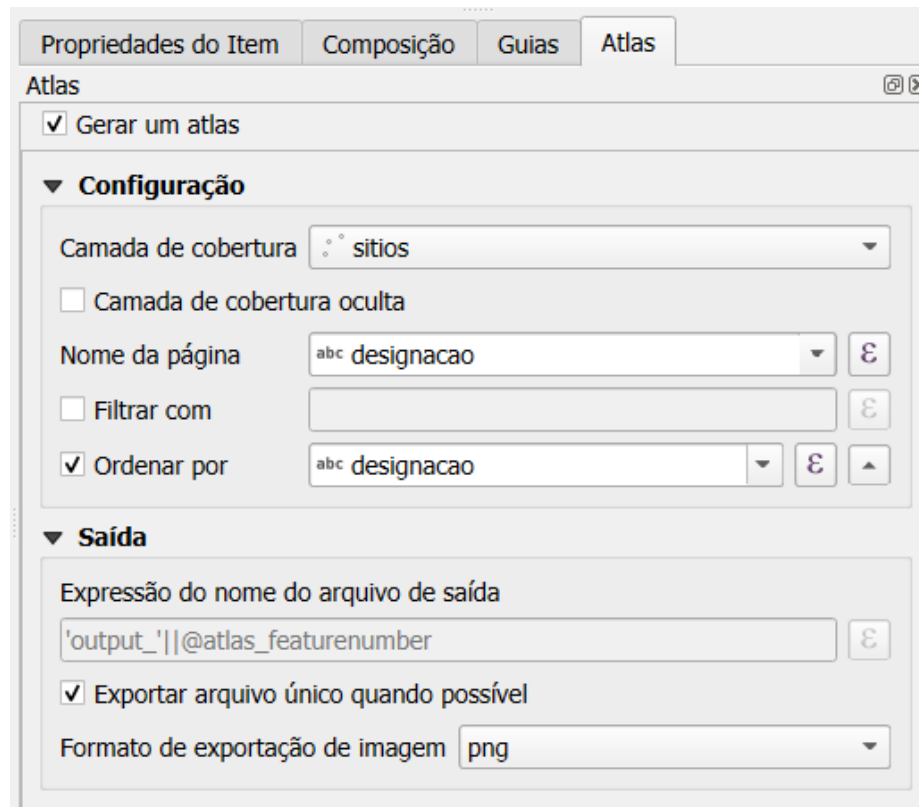 Propriedades do Item Composição Guias Atlas
Atlas
Gerar um atlas
Configuração
Camada de cobertura sitios
Camada de cobertura oculta
Nome da página abc designacao ε
Filtrar com ε
Ordenar por abc designacao ε
Saída
Expressão do nome do arquivo de saída
'output_'||@atlas_featurenumber ε
Exportar arquivo único quando possível
Formato de exportação de imagem png